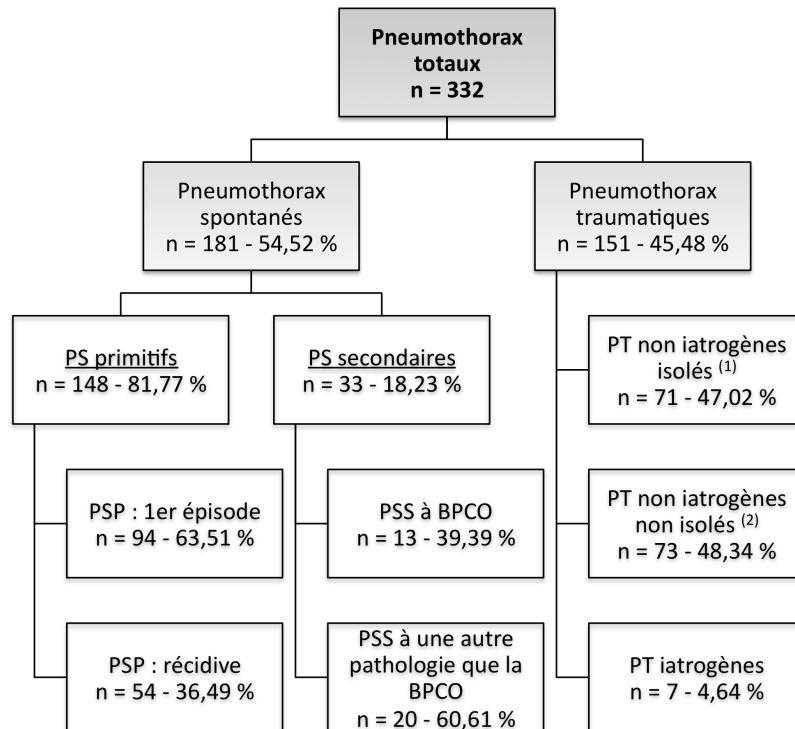 Pneumothorax
totaux
n = 332
Pneumothorax
spontanés
n = 181 - 54,52 %
Pneumothorax
traumatiques
n = 151 - 45,48 %
PS primitifs
n = 148 - 81,77 %
PS secondaires
n = 33 - 18,23 %
PT non iatrogènes
isolés (1)
n = 71 - 47,02 %
PSP : 1er épisode
n = 94 - 63,51 %
PSS à BPCO
n = 13 - 39,39 %
PT non iatrogènes
non isolés (2)
n = 73 - 48,34 %
PSP : récidive
n = 54 - 36,49 %
PSS à une autre
pathologie que la
BPCO
n = 20 - 60,61 %
PT iatrogènes
n = 7 - 4,64 %